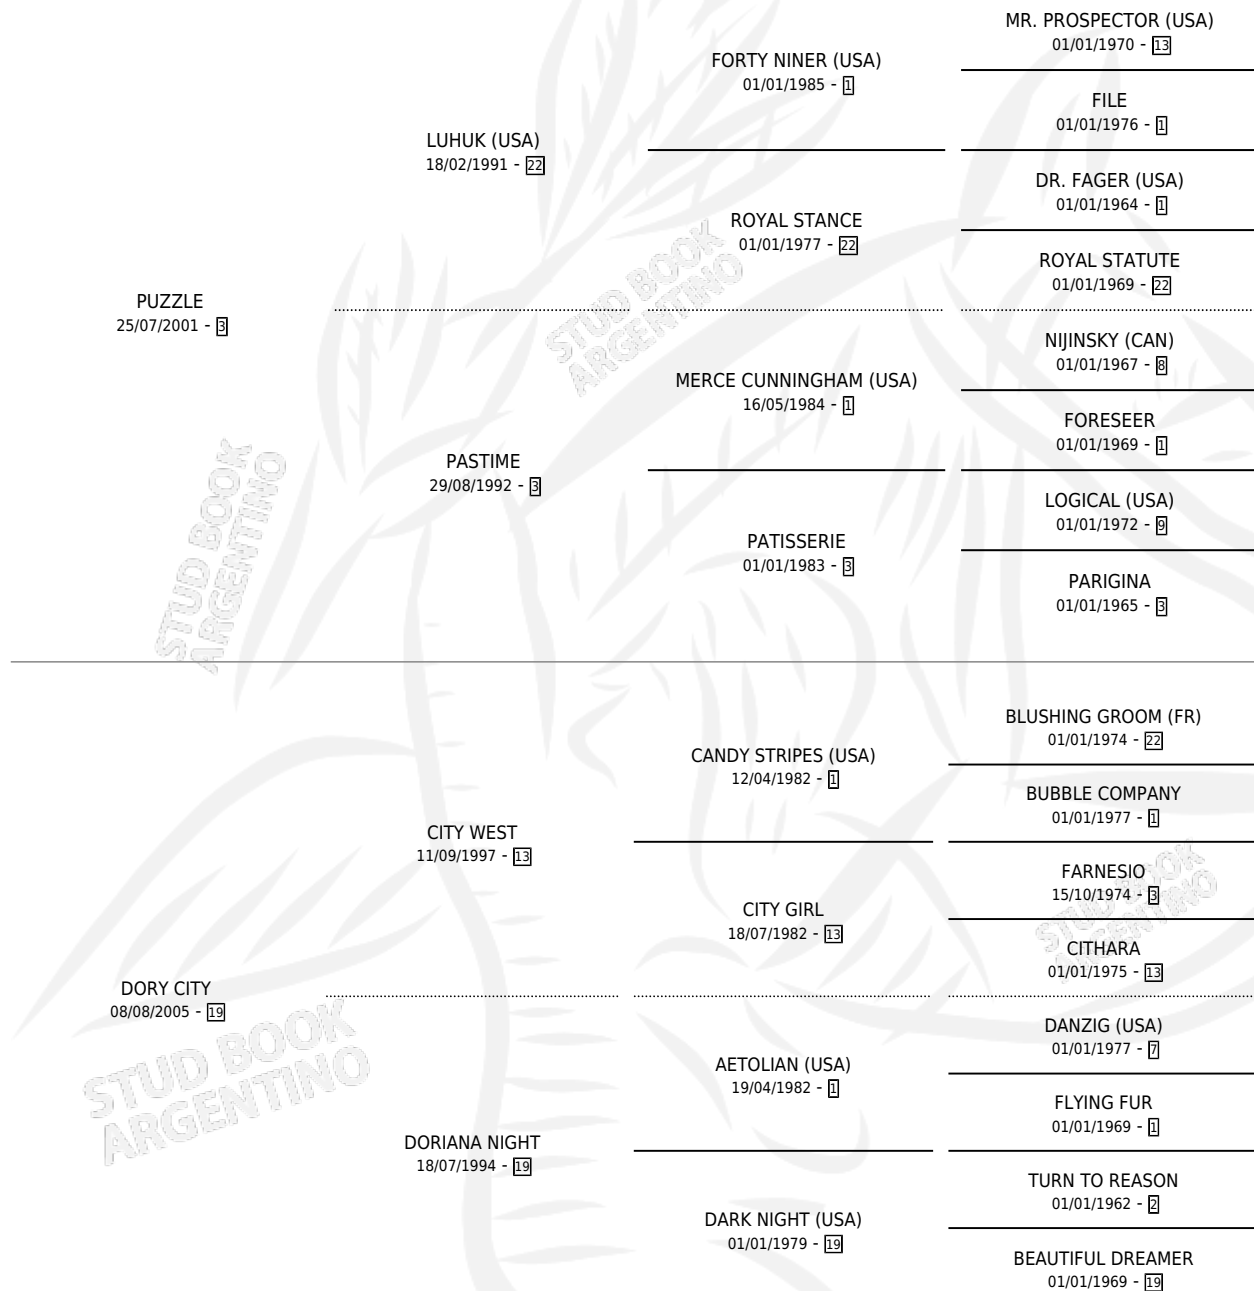 MR. PROSPECTOR (USA)
01/01/1970 - 13
FORTY NINER (USA)
01/01/1985 - 1
FILE
01/01/1976 - 1
LUHUK (USA)
18/02/1991 - 22
DR. FAGER (USA)
01/01/1964 - 1
ROYAL STANCE
01/01/1977 - 22
ROYAL STATUTE
01/01/1969 - 22
PUZZLE
25/07/2001 - 3
NIJINSKY (CAN)
01/01/1967 - 8
MERCE CUNNINGHAM (USA)
16/05/1984 - 1
FORESEER
01/01/1969 - 1
PASTIME
29/08/1992 - 3
LOGICAL (USA)
01/01/1972 - 9
PATISSERIE
01/01/1983 - 3
PARIGINA
01/01/1965 - 3
BLUSHING GROOM (FR)
01/01/1974 - 22
CANDY STRIPES (USA)
12/04/1982 - 1
BUBBLE COMPANY
01/01/1977 - 1
CITY WEST
11/09/1997 - 13
FARNESIO
15/10/1974 - 3
CITY GIRL
18/07/1982 - 13
CITHARA
01/01/1975 - 13
DORY CITY
08/08/2005 - 19
DANZIG (USA)
01/01/1977 - 7
AETOLIAN (USA)
19/04/1982 - 1
FLYING FUR
01/01/1969 - 1
DORIANA NIGHT
18/07/1994 - 19
TURN TO REASON
01/01/1962 - 2
DARK NIGHT (USA)
01/01/1979 - 19
BEAUTIFUL DREAMER
01/01/1969 - 19
STUD BOOK
ARGENTINO
STUD BOOK
ARGENTINO
STUD BOOK
ARGENTINO
STUD BOOK
ARGENTINO